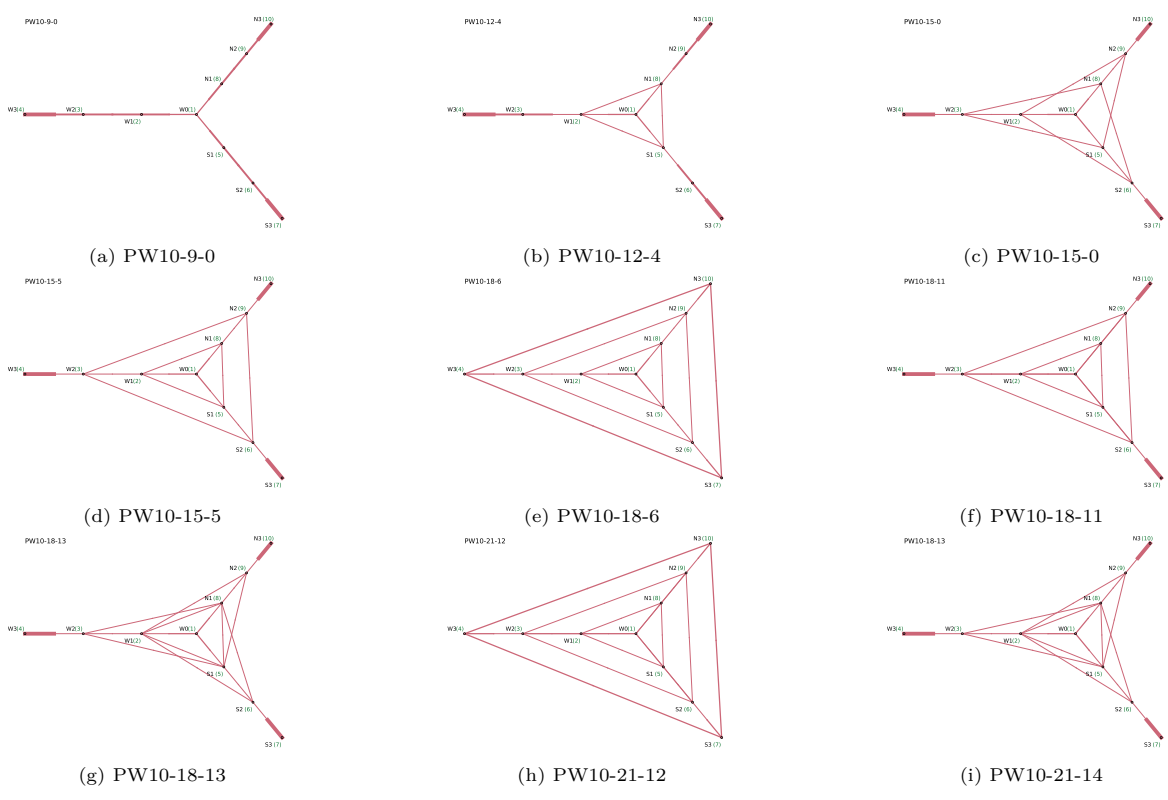 PW10-9-0
N3(10)
N2(9)
N1(8)
W3(4)
W2(3)
W1(2)
W0(1)
S1 (5)
S2 (6)
S3 (7)
(a) PW10-9-0
PW10-12-4
N3(10)
N2(9)
N1(8)
W3(4)
W2(3)
W1(2)
W0(1)
S1 (5)
S2 (6)
S3 (7)
(b) PW10-12-4
PW10-15-0
N3(10)
N2(9)
N1(8)
W3(4)
W2(3)
W1(2)
W0(1)
S1 (5)
S2 (6)
S3 (7)
(c) PW10-15-0
PW10-15-5
N3(10)
N2(9)
N1(8)
W3(4)
W2(3)
W1(2)
W0(1)
S1 (5)
S2 (6)
S3 (7)
(d) PW10-15-5
PW10-18-6
N3(10)
N2(9)
N1(8)
W3(4)
W2(3)
W1(2)
W0(1)
S1 (5)
S2 (6)
S3 (7)
(e) PW10-18-6
PW10-18-11
N3(10)
N2(9)
N1(8)
W3(4)
W2(3)
W1(2)
W0(1)
S1 (5)
S2 (6)
S3 (7)
(f) PW10-18-11
PW10-18-13
N3(10)
N2(9)
N1(8)
W3(4)
W2(3)
W1(2)
W0(1)
S1 (5)
S2 (6)
S3 (7)
(g) PW10-18-13
PW10-21-12
N3(10)
N2(9)
N1(8)
W3(4)
W2(3)
W1(2)
W0(1)
S1 (5)
S2 (6)
S3 (7)
(h) PW10-21-12
PW10-18-13
N3(10)
N2(9)
N1(8)
W3(4)
W2(3)
W1(2)
W0(1)
S1 (5)
S2 (6)
S3 (7)
(i) PW10-21-14